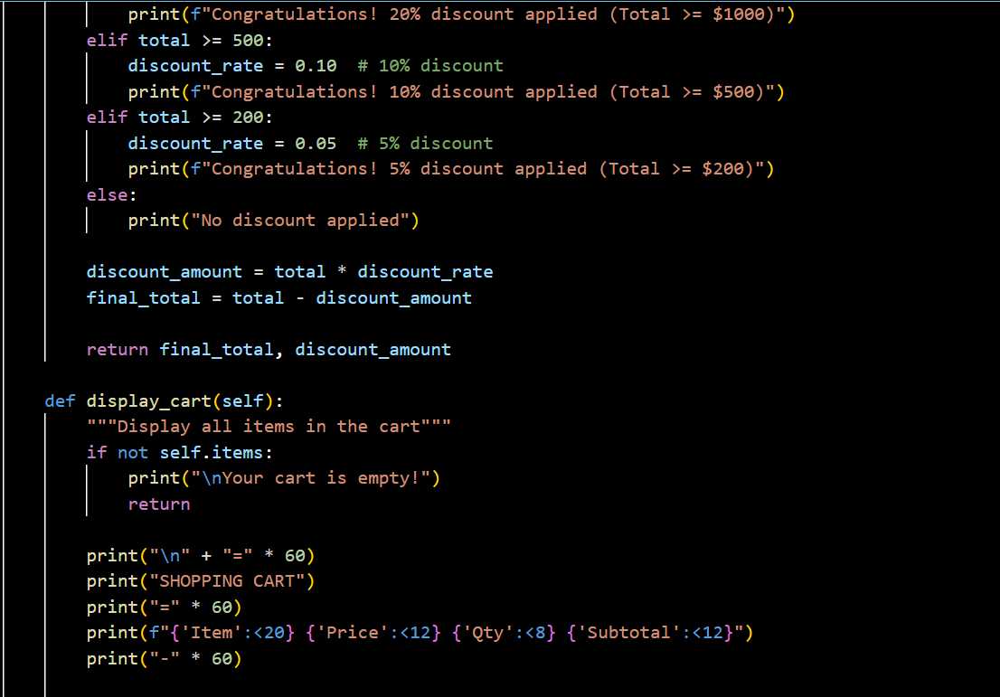 print(f"Congratulations! 20% discount applied (Total >= $1000)")
    elif total >= 500:
        discount_rate = 0.10  # 10% discount
        print(f"Congratulations! 10% discount applied (Total >= $500)")
    elif total >= 200:
        discount_rate = 0.05  # 5% discount
        print(f"Congratulations! 5% discount applied (Total >= $200)")
    else:
        print("No discount applied")

    discount_amount = total * discount_rate
    final_total = total - discount_amount

    return final_total, discount_amount

def display_cart(self):
    """Display all items in the cart"""
    if not self.items:
        print("\nYour cart is empty!")
        return

    print("\n" + "=" * 60)
    print("SHOPPING CART")
    print("=" * 60)
    print(f"{'Item':<20} {'Price':<12} {'Qty':<8} {'Subtotal':<12}")
    print("-" * 60)